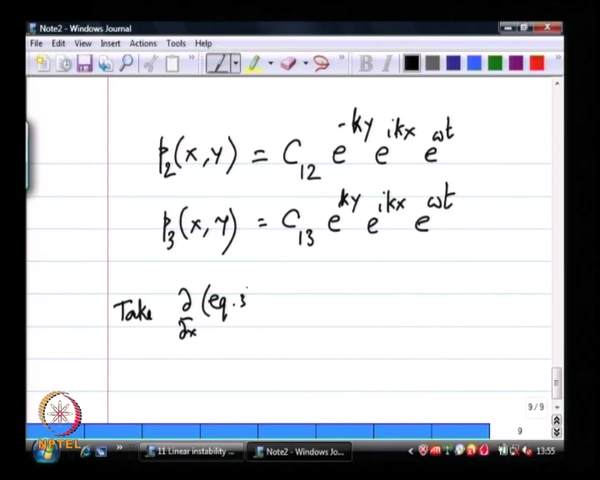 Note2 - Windows Journal
File Edit View Insert Actions Tools Help
p₂(x,y) = C₁₂ e^{-ky} e^{ikx} e^{ωt}
p₃(x,y) = C₁₃ e^{ky} e^{ikx} e^{ωt}
Take ∂/∂x (eq. 3
9/9
9
NPTEL
11 Linear instability ... Note2 - Windows Jo... 13:55